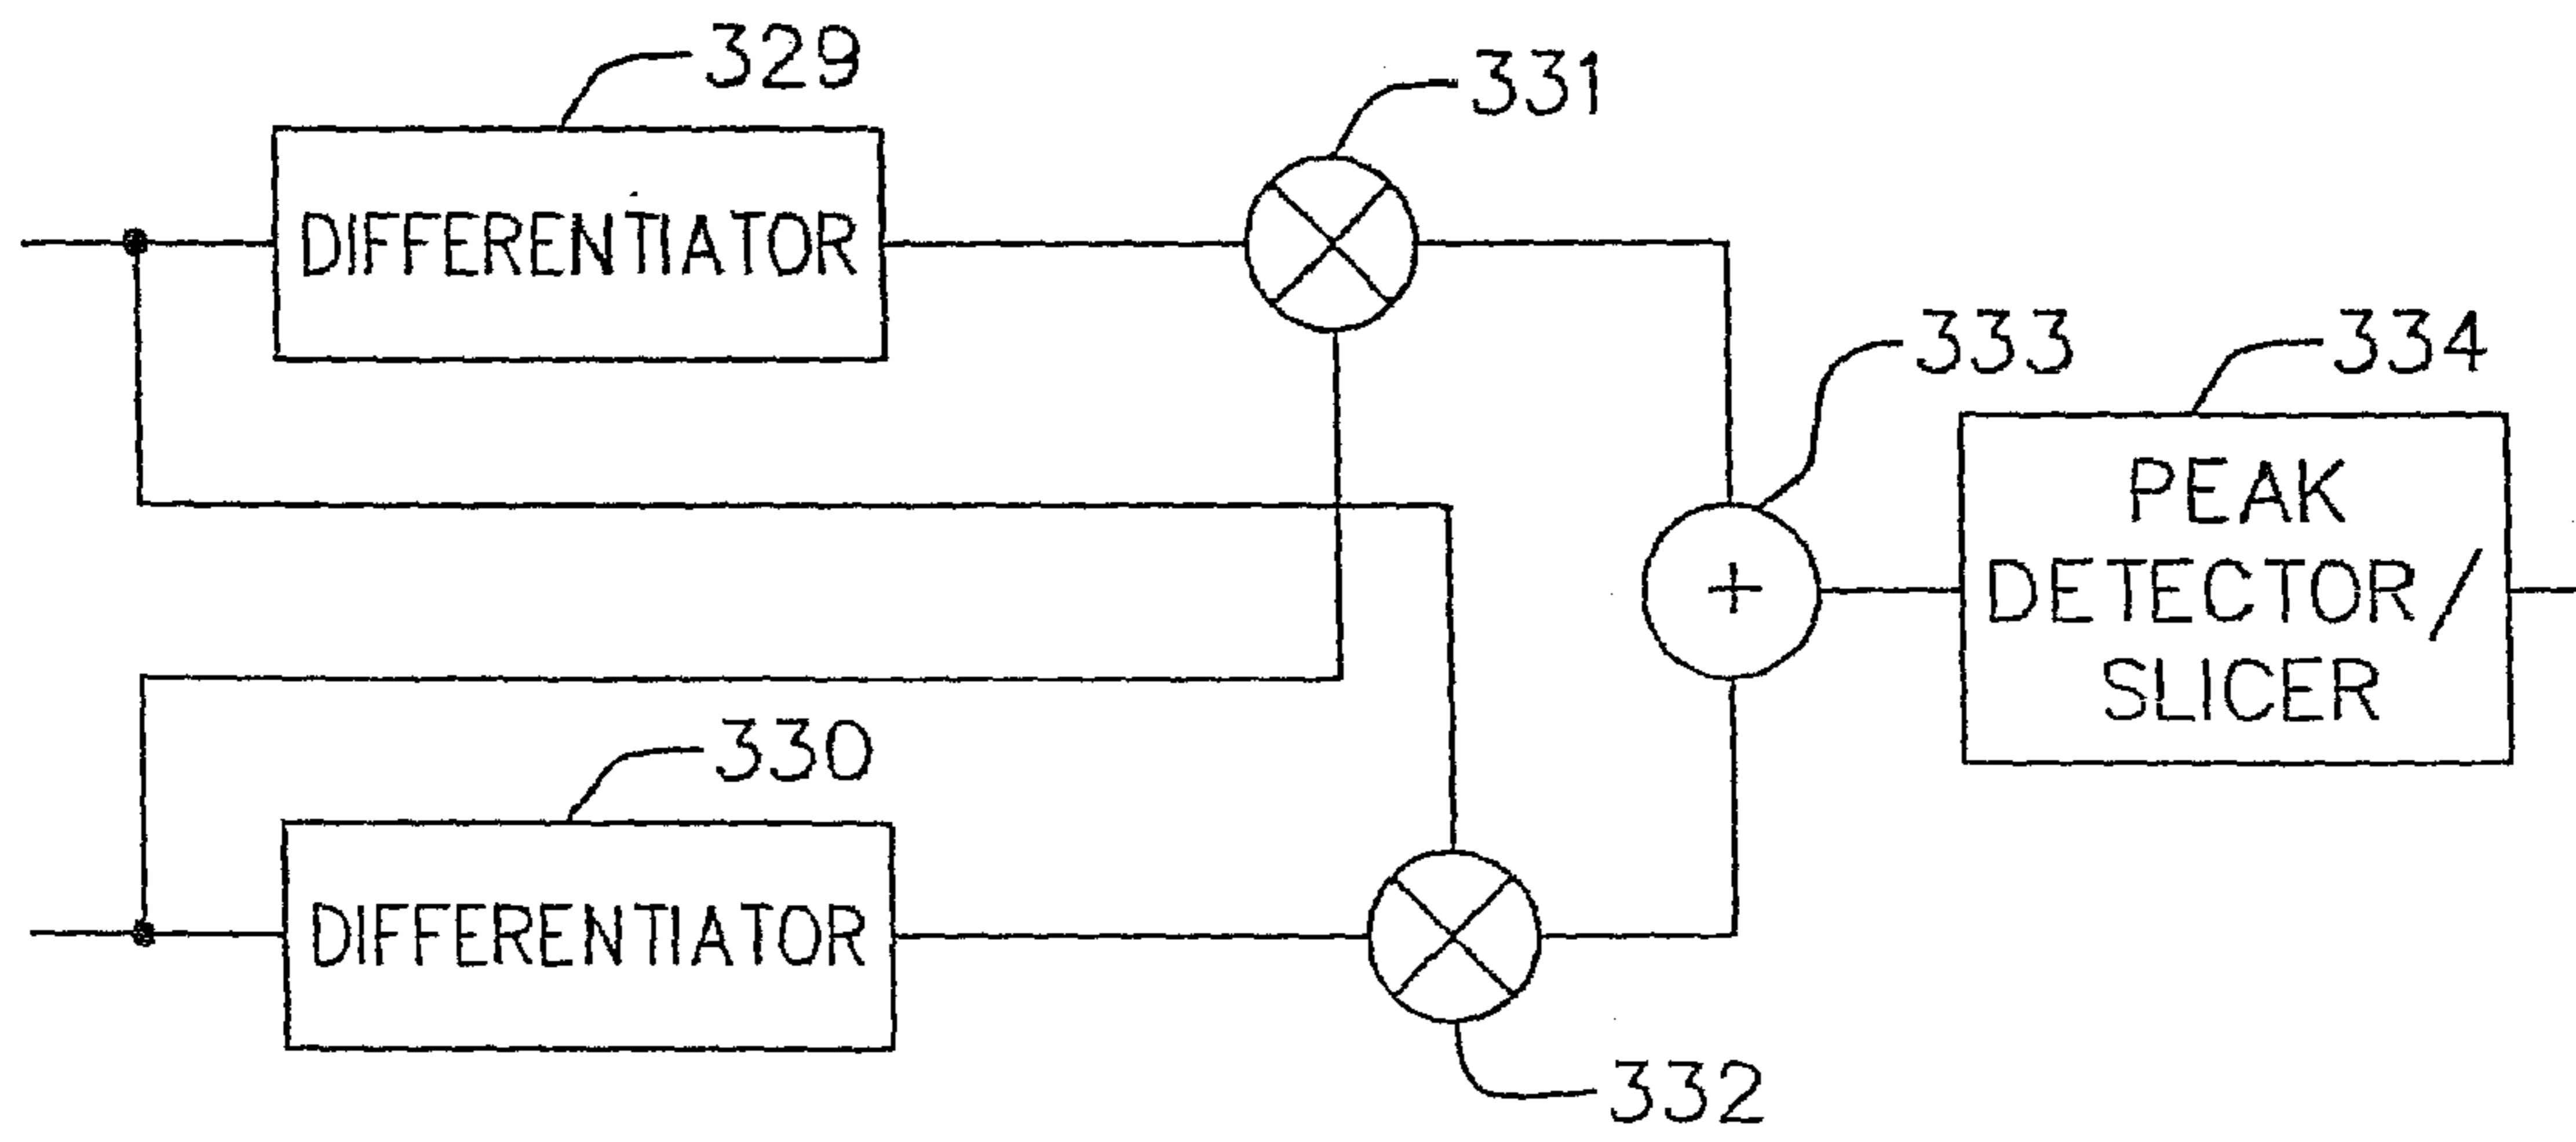 329
331
DIFFERENTIATOR
333
334
PEAK
DETECTOR/
SLICER
330
DIFFERENTIATOR
332
+